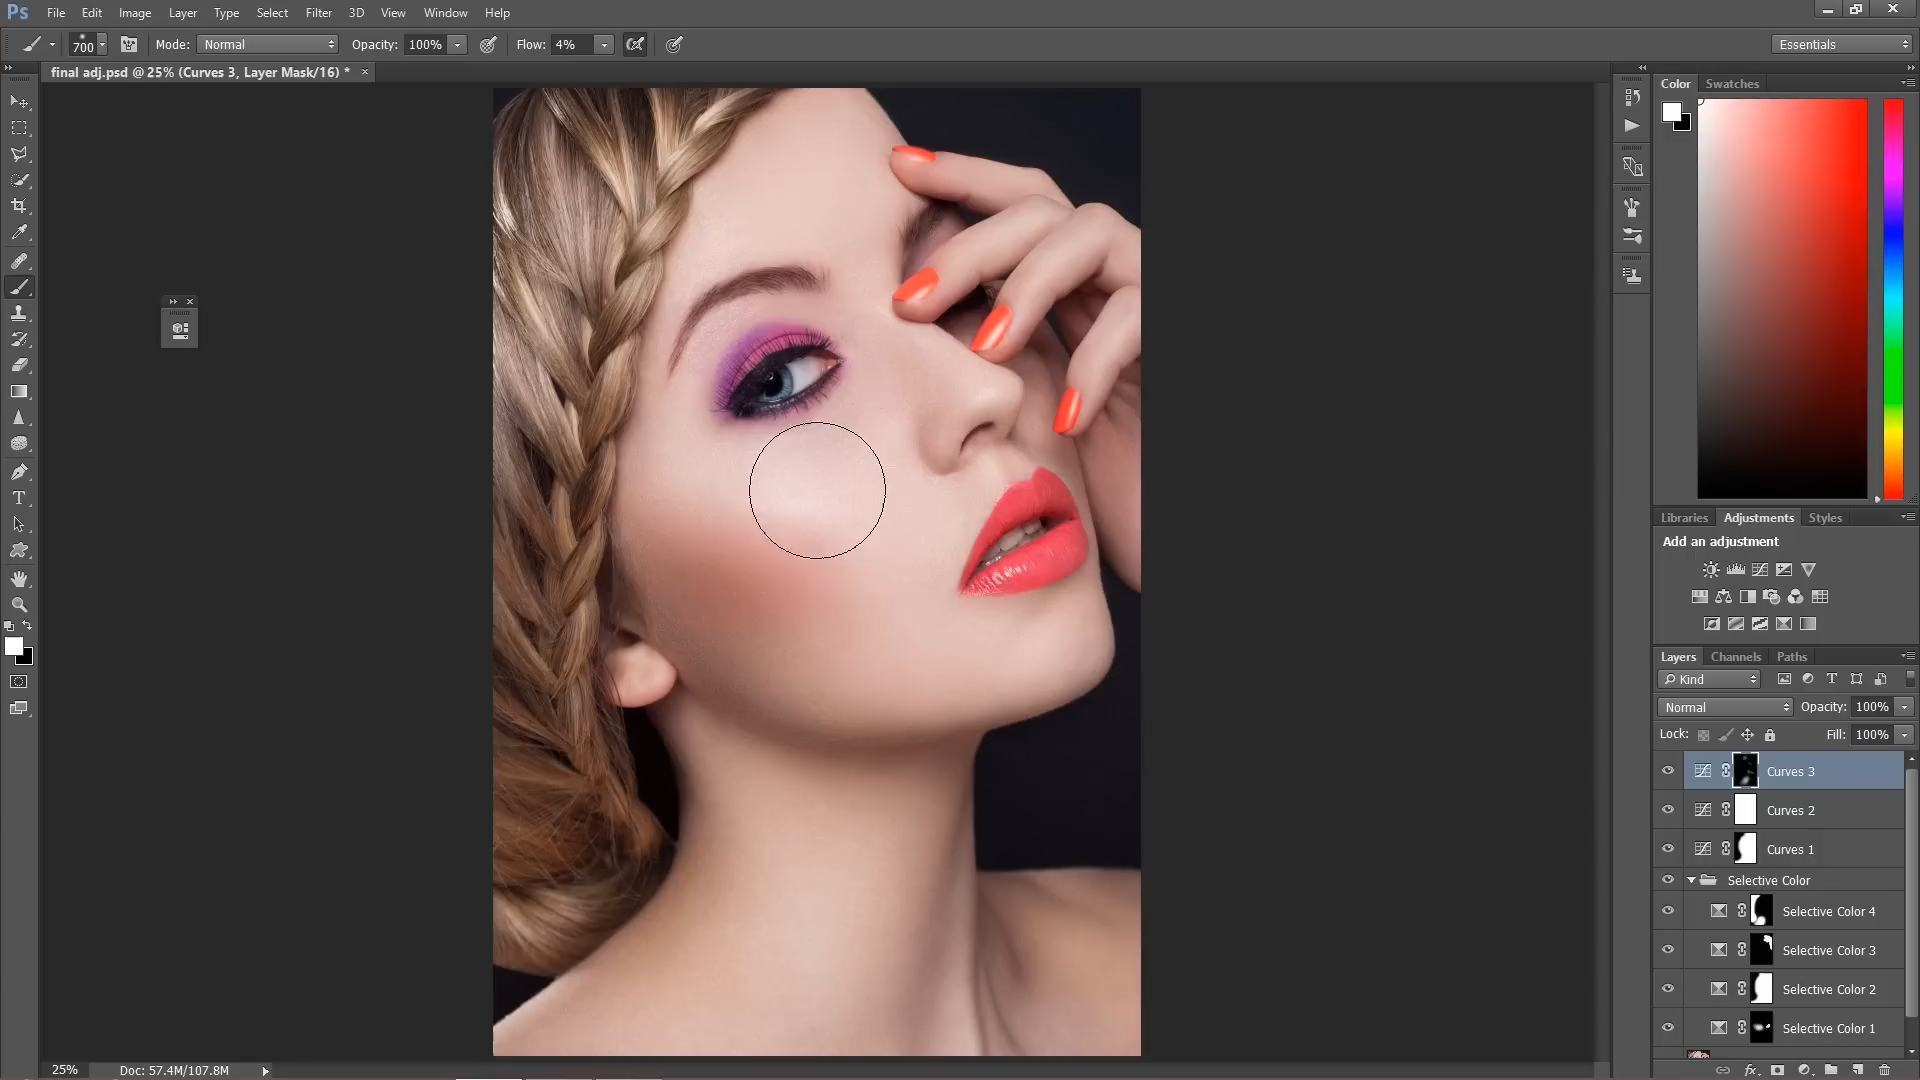 Ps File Edit Image Layer Type Select Filter 3D View Window Help
700 Mode: Normal Opacity: 100% Flow: 4% Essentials
final adj.psd @ 25% (Curves 3, Layer Mask/16) * ×
Color Swatches
Libraries Adjustments Styles
Add an adjustment
Layers Channels Paths
Kind T
Normal Opacity: 100%
Lock: Fill: 100%
Curves 3
Curves 2
Curves 1
Selective Color
Selective Color 4
Selective Color 3
Selective Color 2
Selective Color 1
25% Doc: 57.4M/107.8M
fx